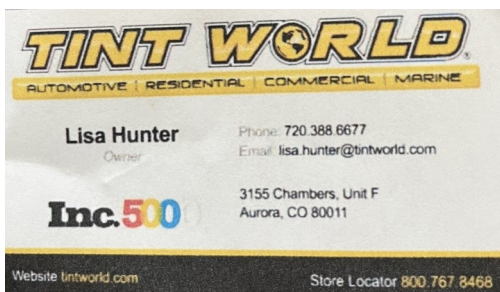 TINT WORLD®
AUTOMOTIVE | RESIDENTIAL | COMMERCIAL | MARINE
Lisa Hunter
Owner
Phone: 720.388.6677
Email: lisa.hunter@tintworld.com
Inc.500
3155 Chambers, Unit F
Aurora, CO 80011
Website tintworld.com
Store Locator 800.767.8468